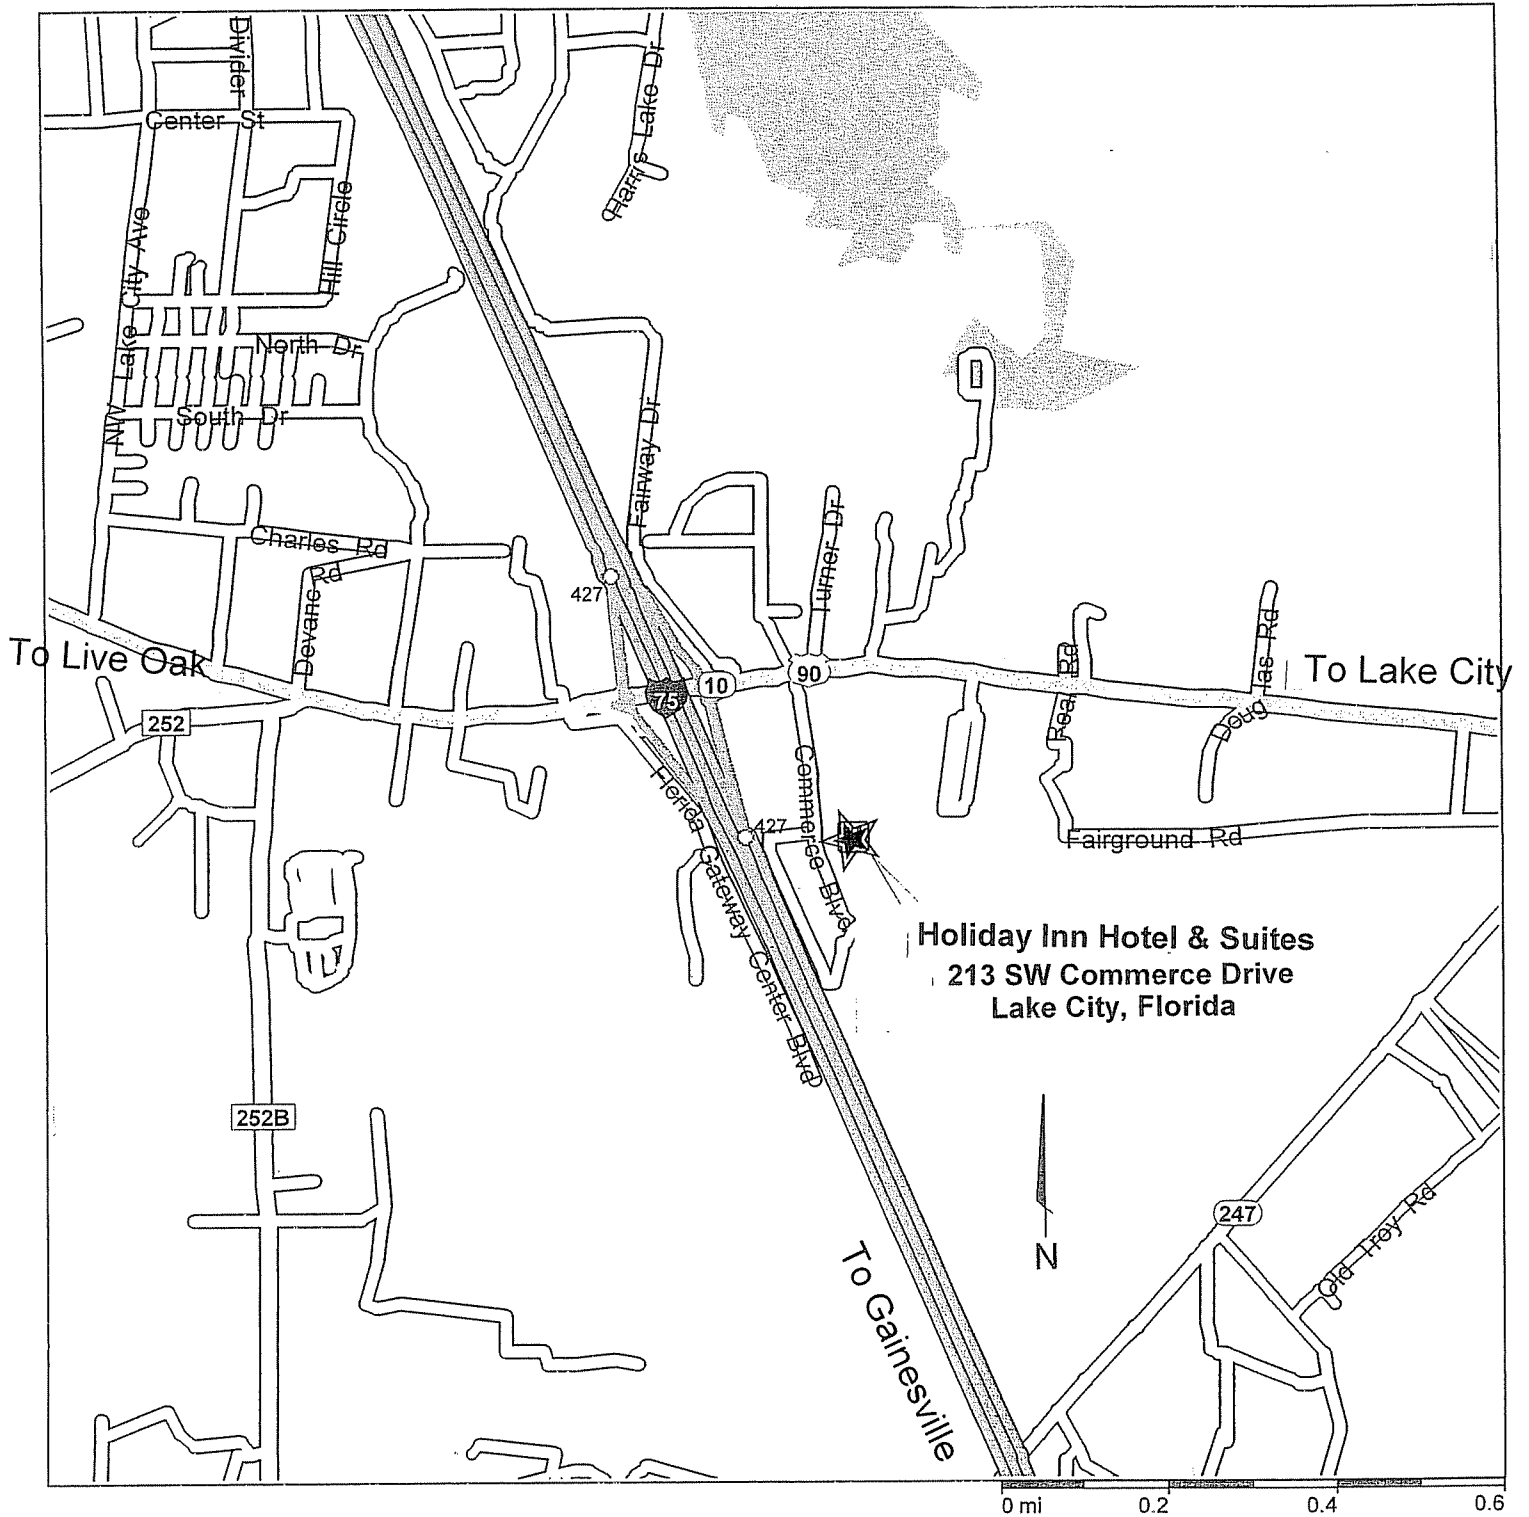 Divider
Center St
Harris Lake Dr
Hill Circle
NW Lake City Ave
North Dr
South Dr
Fairway Dr
Charles Rd
Devane Rd
Turner Dr
427
To Live Oak
75
10
90
To Lake City
252
Pear Rd
Douglas Rd
Florida Gateway Center Blvd
Commerce Blvd
427
Fairground Rd
Holiday Inn Hotel & Suites
213 SW Commerce Drive
Lake City, Florida
252B
N
247
Old Troy Rd
To Gainesville
0 mi 0.2 0.4 0.6